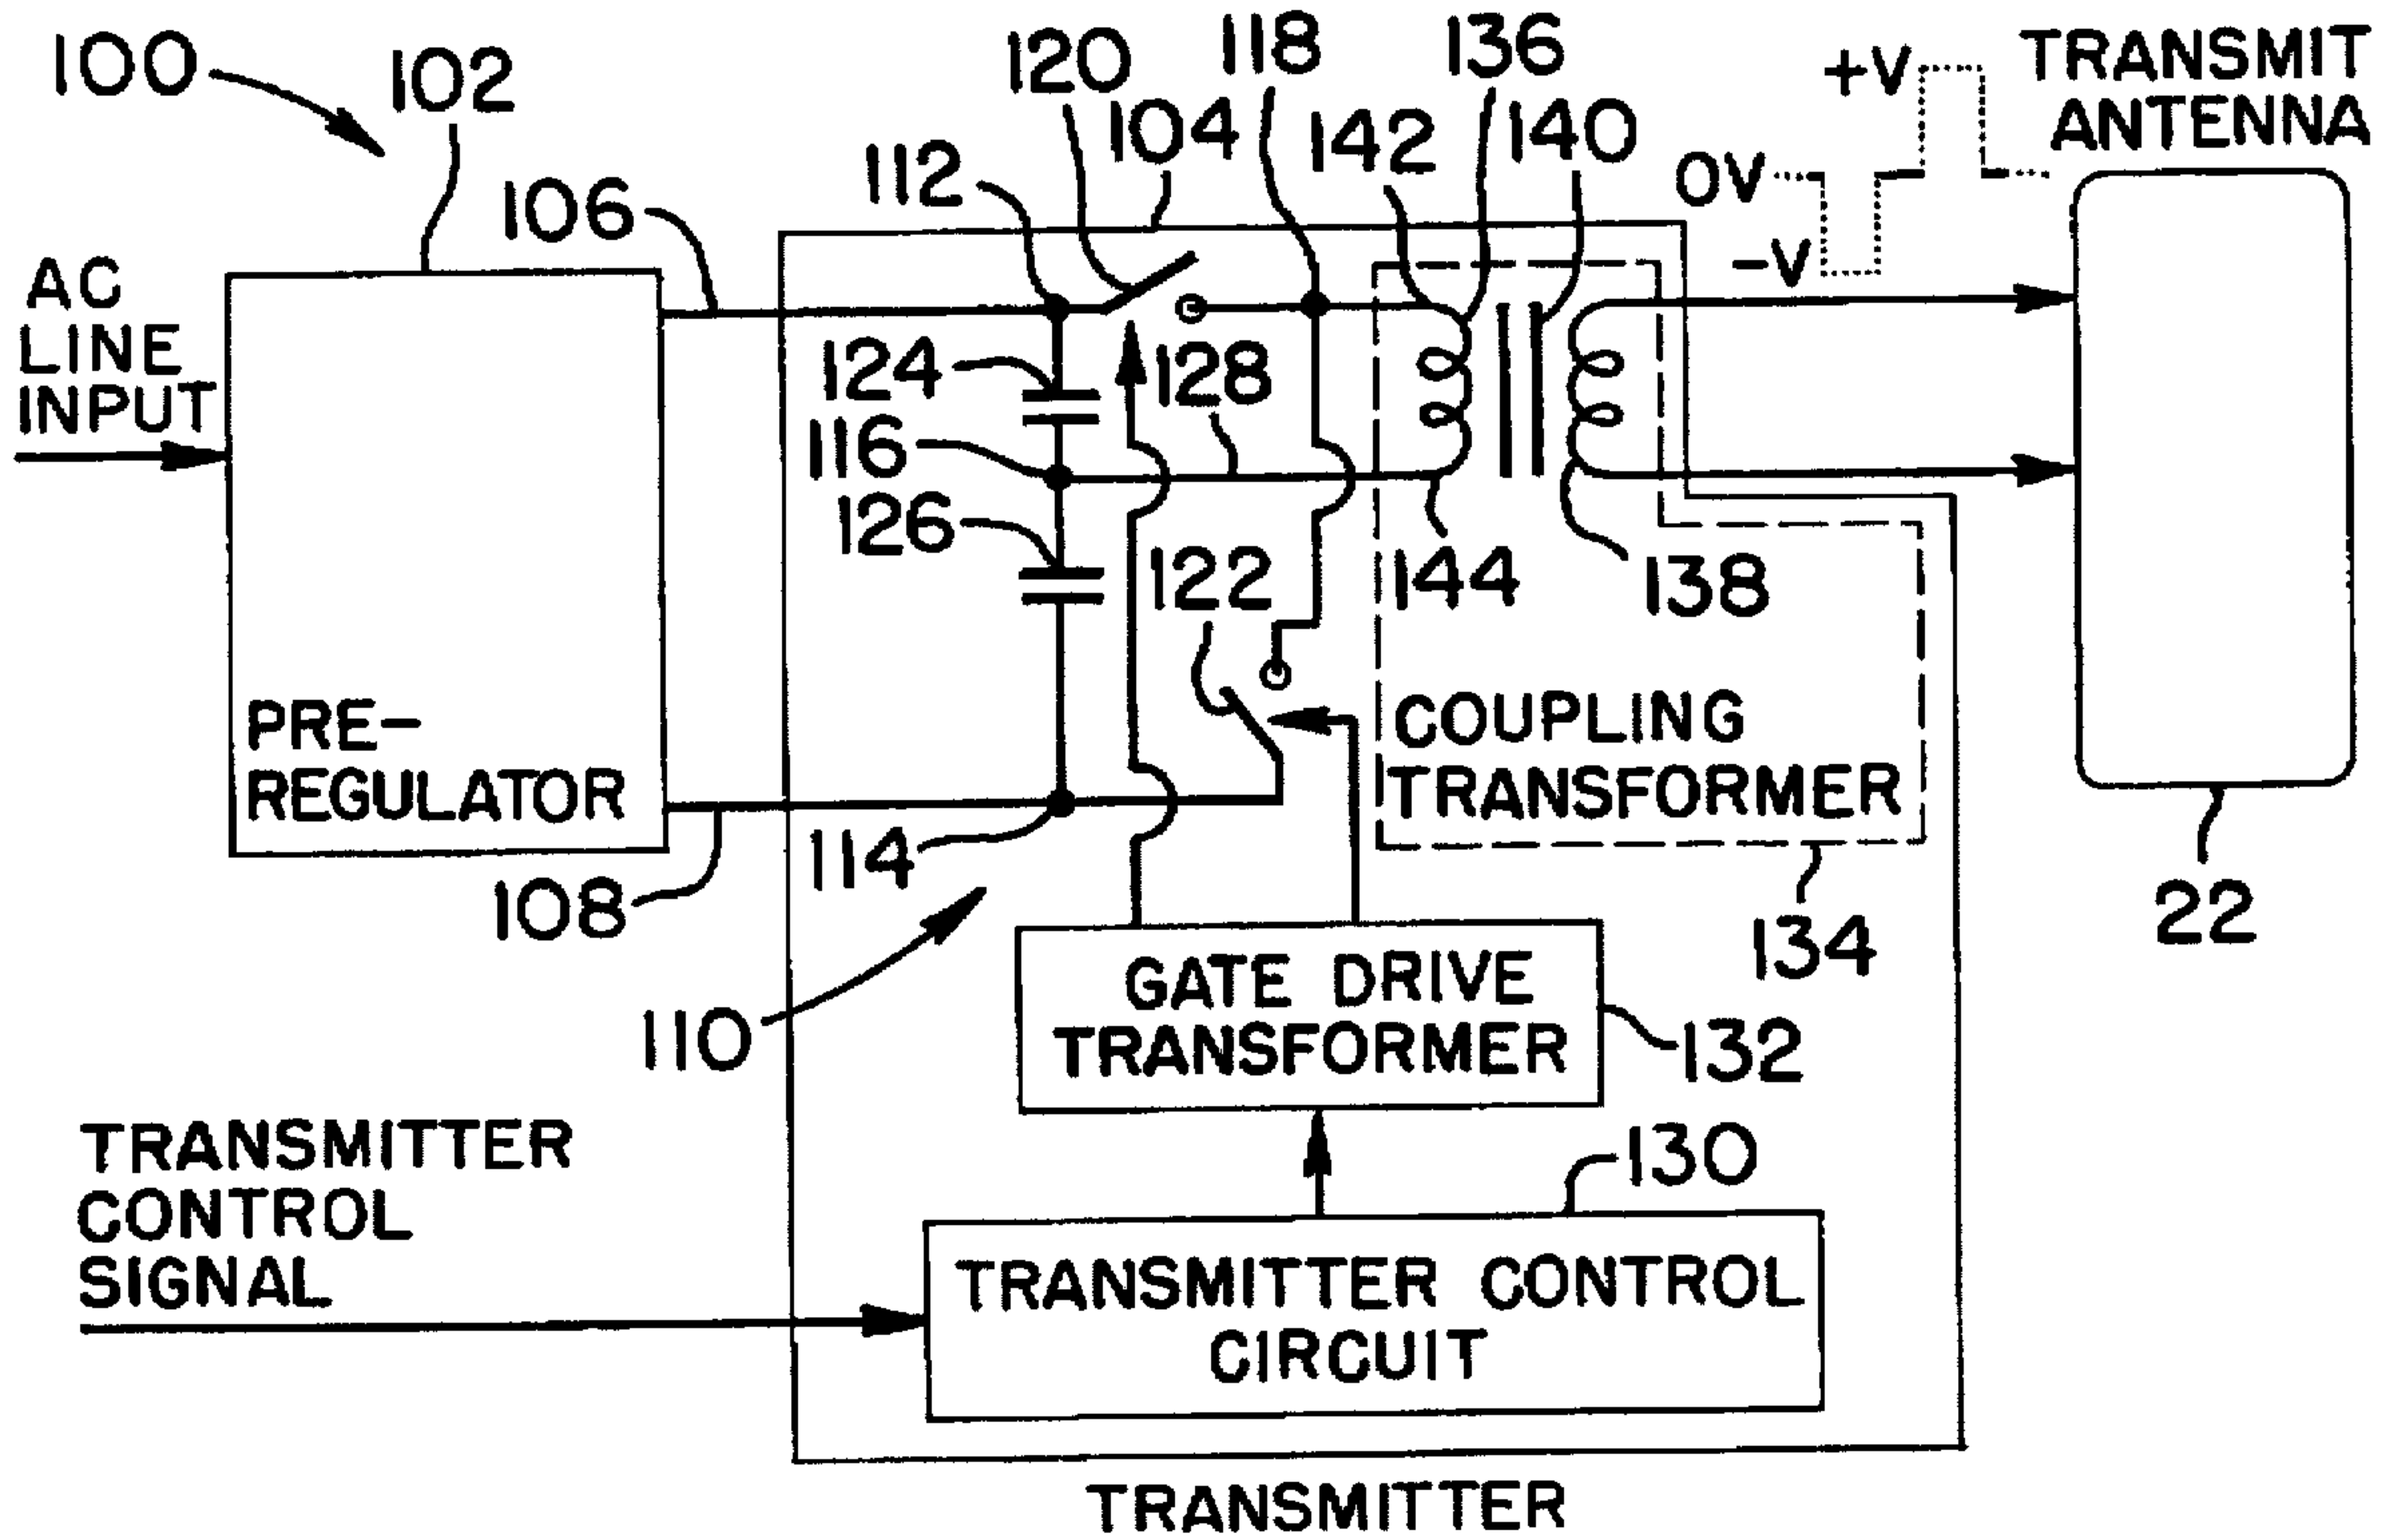 100
102
120
118
136
+V
TRANSMIT
ANTENNA
104
142
140
112
0V
106
-V
AC
LINE
INPUT
124
128
116
126
122
144
138
PRE-
REGULATOR
COUPLING
TRANSFORMER
114
108
22
134
110
GATE DRIVE
TRANSFORMER
132
TRANSMITTER
CONTROL
SIGNAL
130
TRANSMITTER CONTROL
CIRCUIT
TRANSMITTER